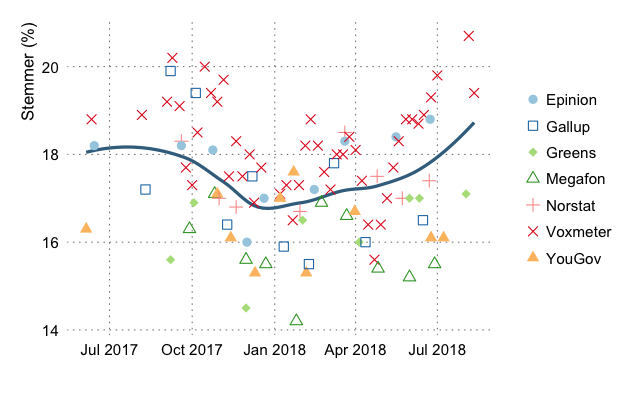 Stemmer (%)
20
18
16
14
Jul 2017
Oct 2017
Jan 2018
Apr 2018
Jul 2018
Epinion
Gallup
Greens
Megafon
Norstat
Voxmeter
YouGov